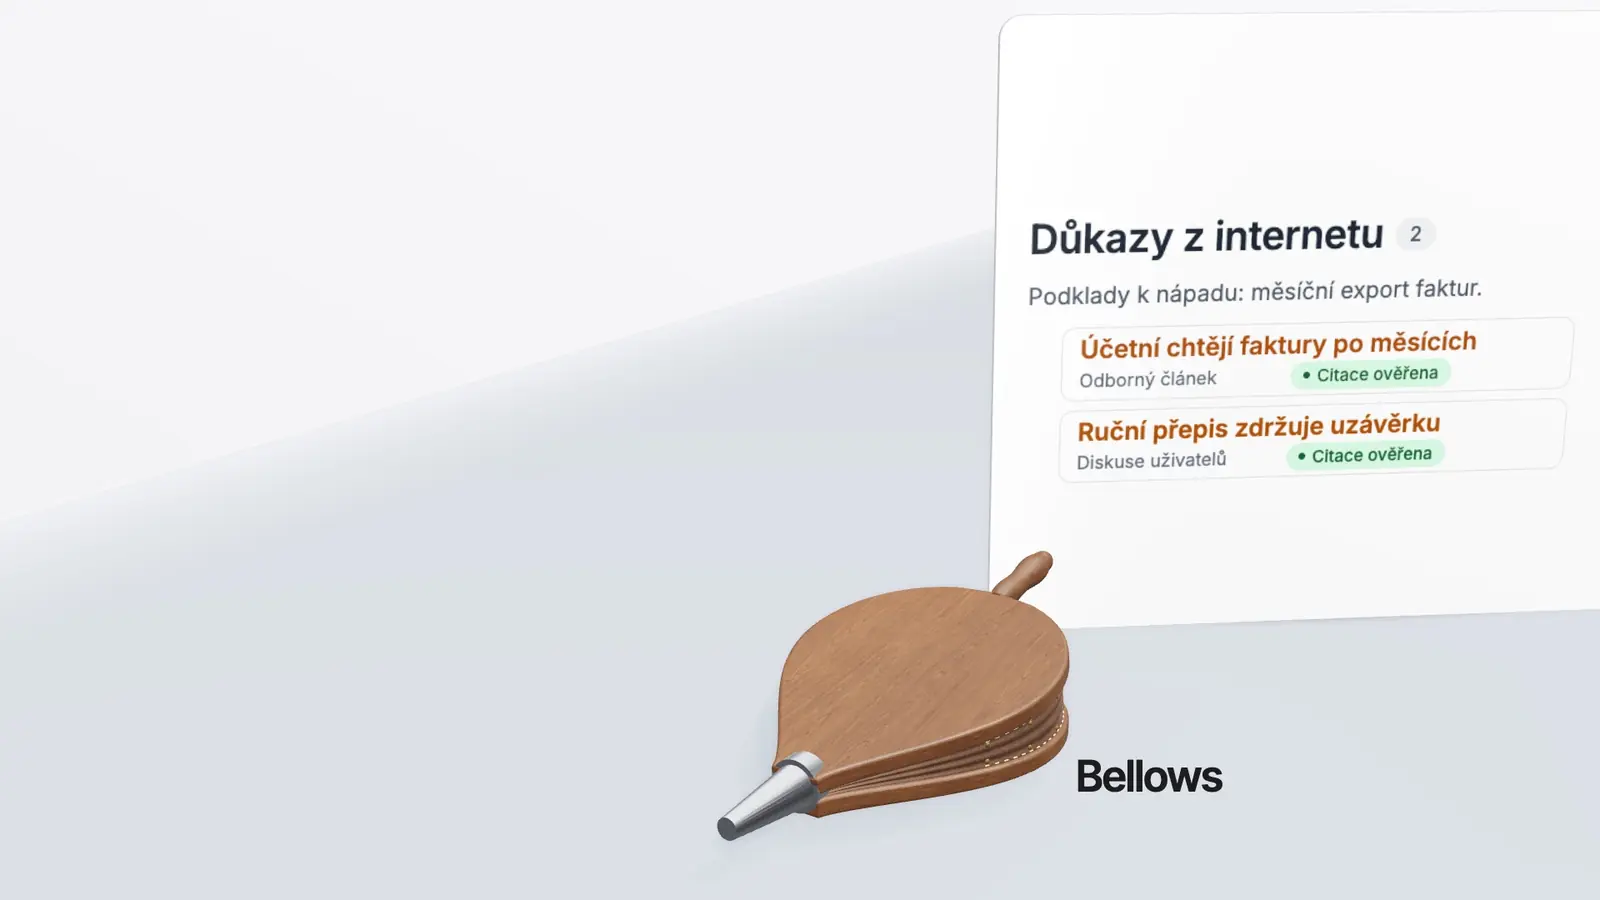 Důkazy z internetu 2
Podklady k nápadu: měsíční export faktur.
Účetní chtějí faktury po měsících
Odborný článek • Citace ověřena
Ruční přepis zdržuje uzávěrku
Diskuse uživatelů • Citace ověřena
Bellows